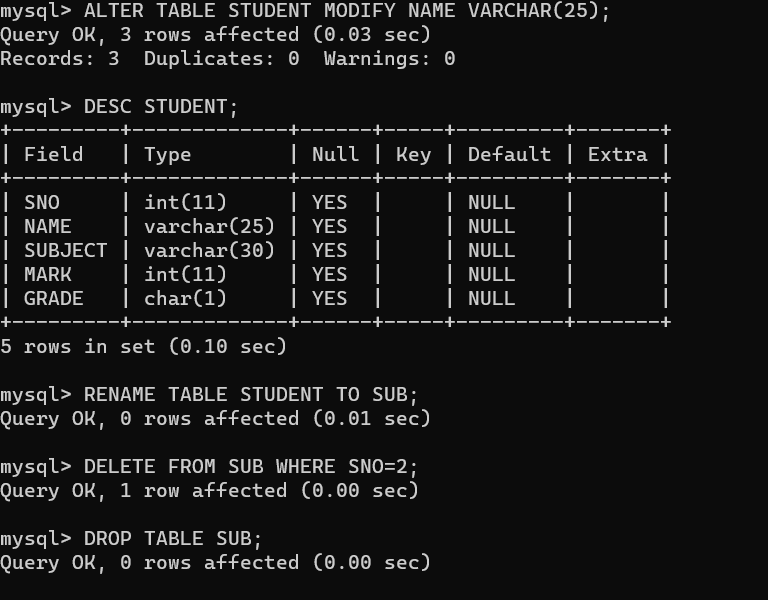 mysql> ALTER TABLE STUDENT MODIFY NAME VARCHAR(25);
Query OK, 3 rows affected (0.03 sec)
Records: 3  Duplicates: 0  Warnings: 0

mysql> DESC STUDENT;
+---------+-------------+------+-----+---------+-------+
| Field   | Type        | Null | Key | Default | Extra |
+---------+-------------+------+-----+---------+-------+
| SNO     | int(11)     | YES  |     | NULL    |       |
| NAME    | varchar(25) | YES  |     | NULL    |       |
| SUBJECT | varchar(30) | YES  |     | NULL    |       |
| MARK    | int(11)     | YES  |     | NULL    |       |
| GRADE   | char(1)     | YES  |     | NULL    |       |
+---------+-------------+------+-----+---------+-------+
5 rows in set (0.10 sec)

mysql> RENAME TABLE STUDENT TO SUB;
Query OK, 0 rows affected (0.01 sec)

mysql> DELETE FROM SUB WHERE SNO=2;
Query OK, 1 row affected (0.00 sec)

mysql> DROP TABLE SUB;
Query OK, 0 rows affected (0.00 sec)